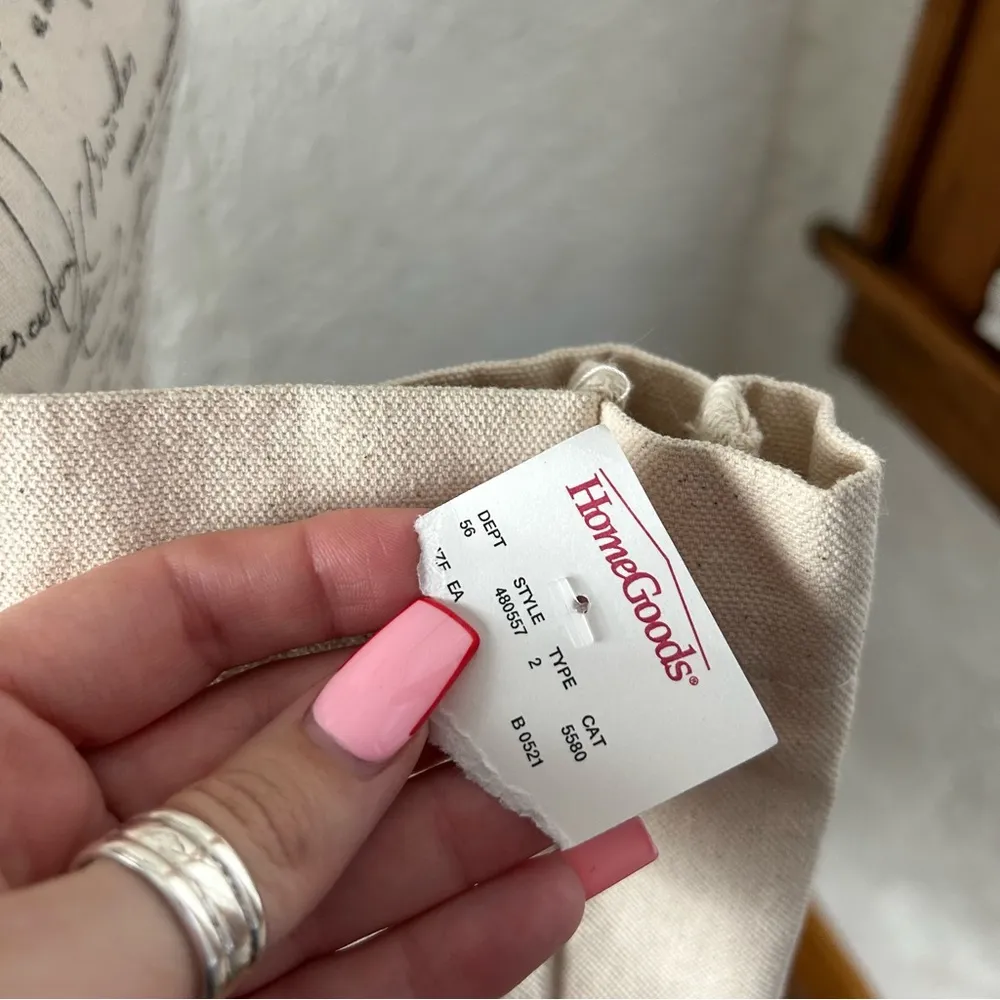 HomeGoods®
DEPT STYLE TYPE CAT
56 480557 2 5580
EA B 0521